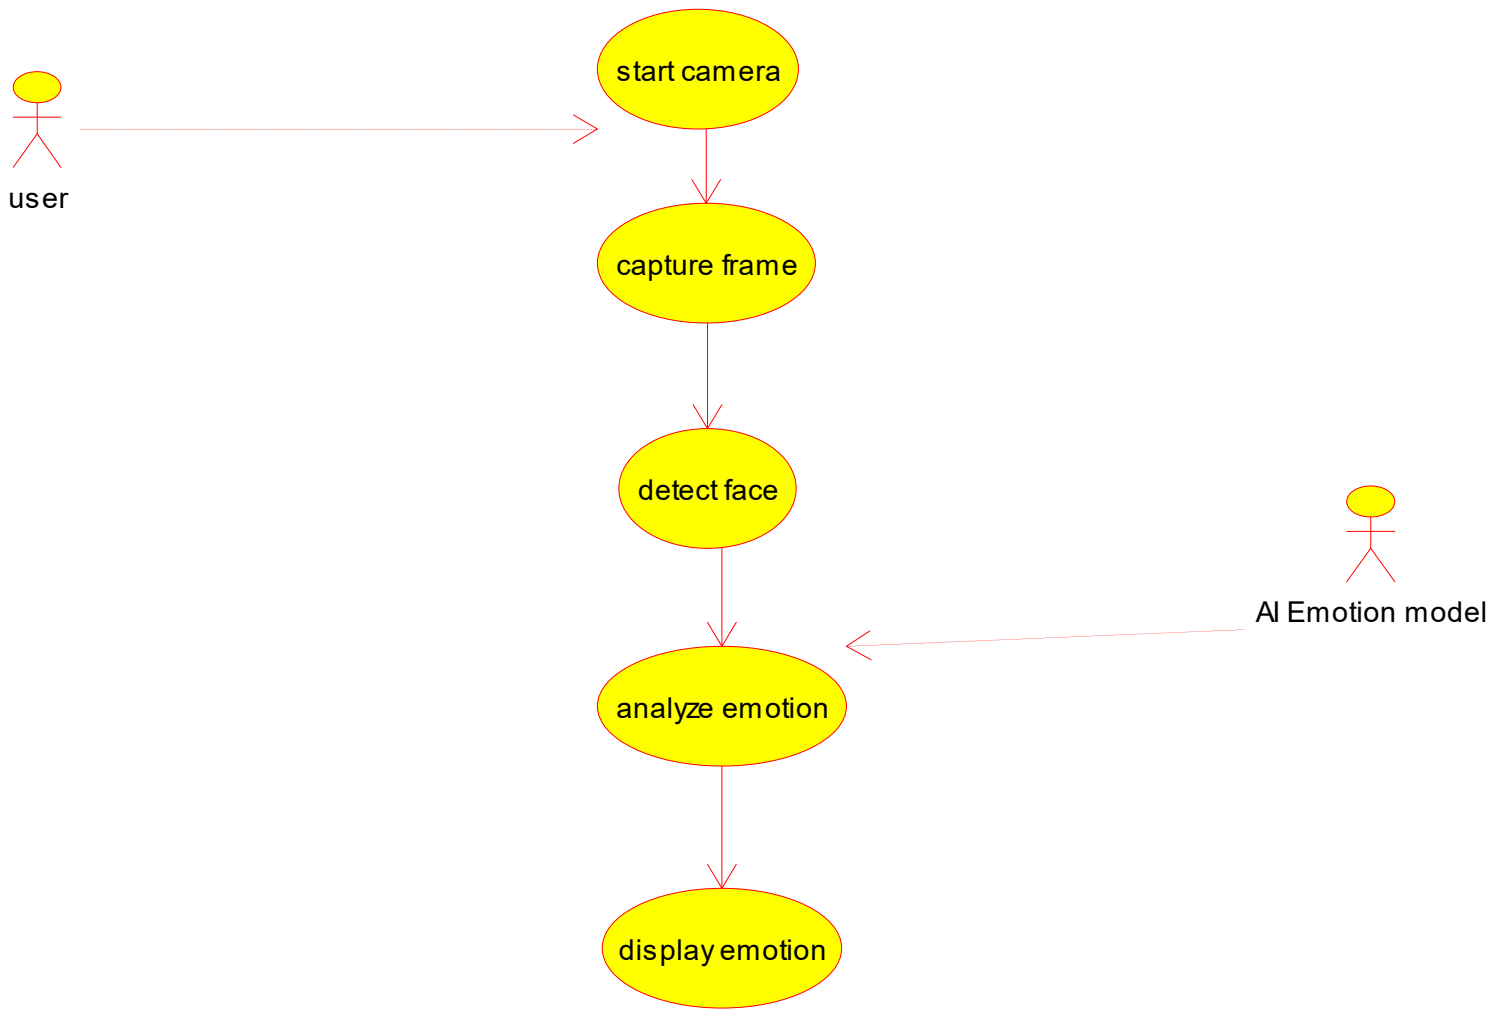 start camera
user
capture frame
detect face
AI Emotion model
analyze emotion
display emotion